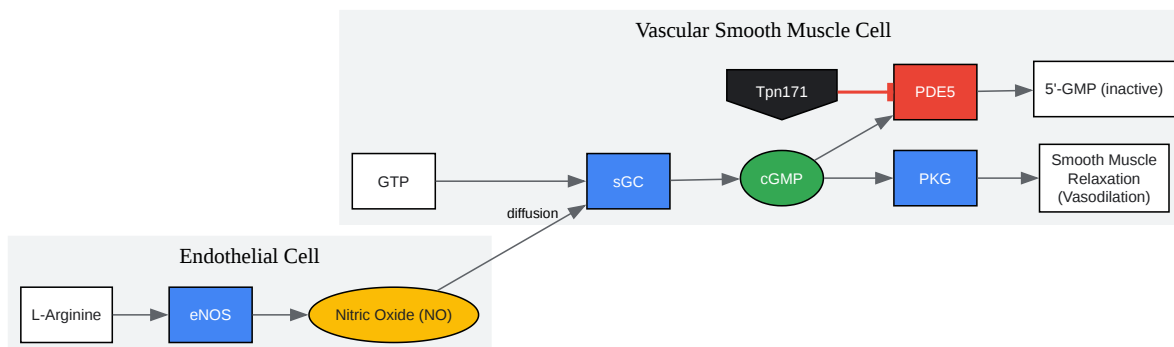 Vascular Smooth Muscle Cell
Tpn171
PDE5
5'-GMP (inactive)
GTP
sGC
cGMP
PKG
Smooth Muscle
Relaxation
(Vasodilation)
diffusion
Endothelial Cell
L-Arginine
eNOS
Nitric Oxide (NO)